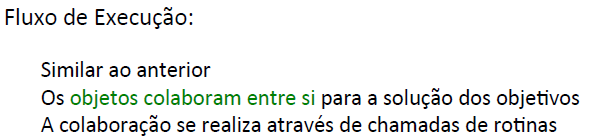 Fluxo de Execução:
Similar ao anterior
Os objetos colaboram entre si para a solução dos objetivos
A colaboração se realiza através de chamadas de rotinas